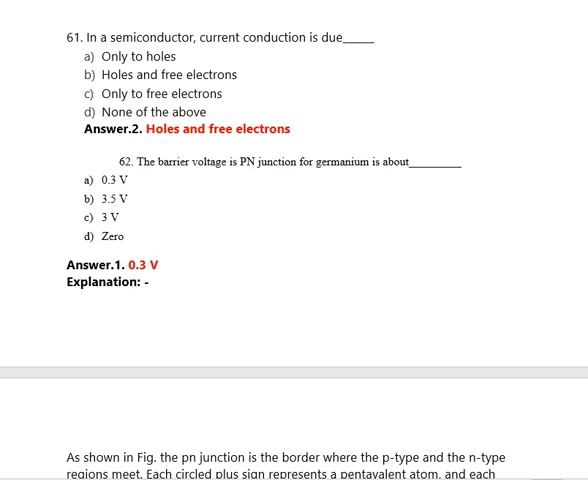 61. In a semiconductor, current conduction is due_____
a) Only to holes
b) Holes and free electrons
c) Only to free electrons
d) None of the above
Answer.2. Holes and free electrons
62. The barrier voltage is PN junction for germanium is about_________
a) 0.3 V
b) 3.5 V
c) 3 V
d) Zero
Answer.1. 0.3 V
Explanation: -
As shown in Fig. the pn junction is the border where the p-type and the n-type
regions meet. Each circled plus sign represents a pentavalent atom, and each